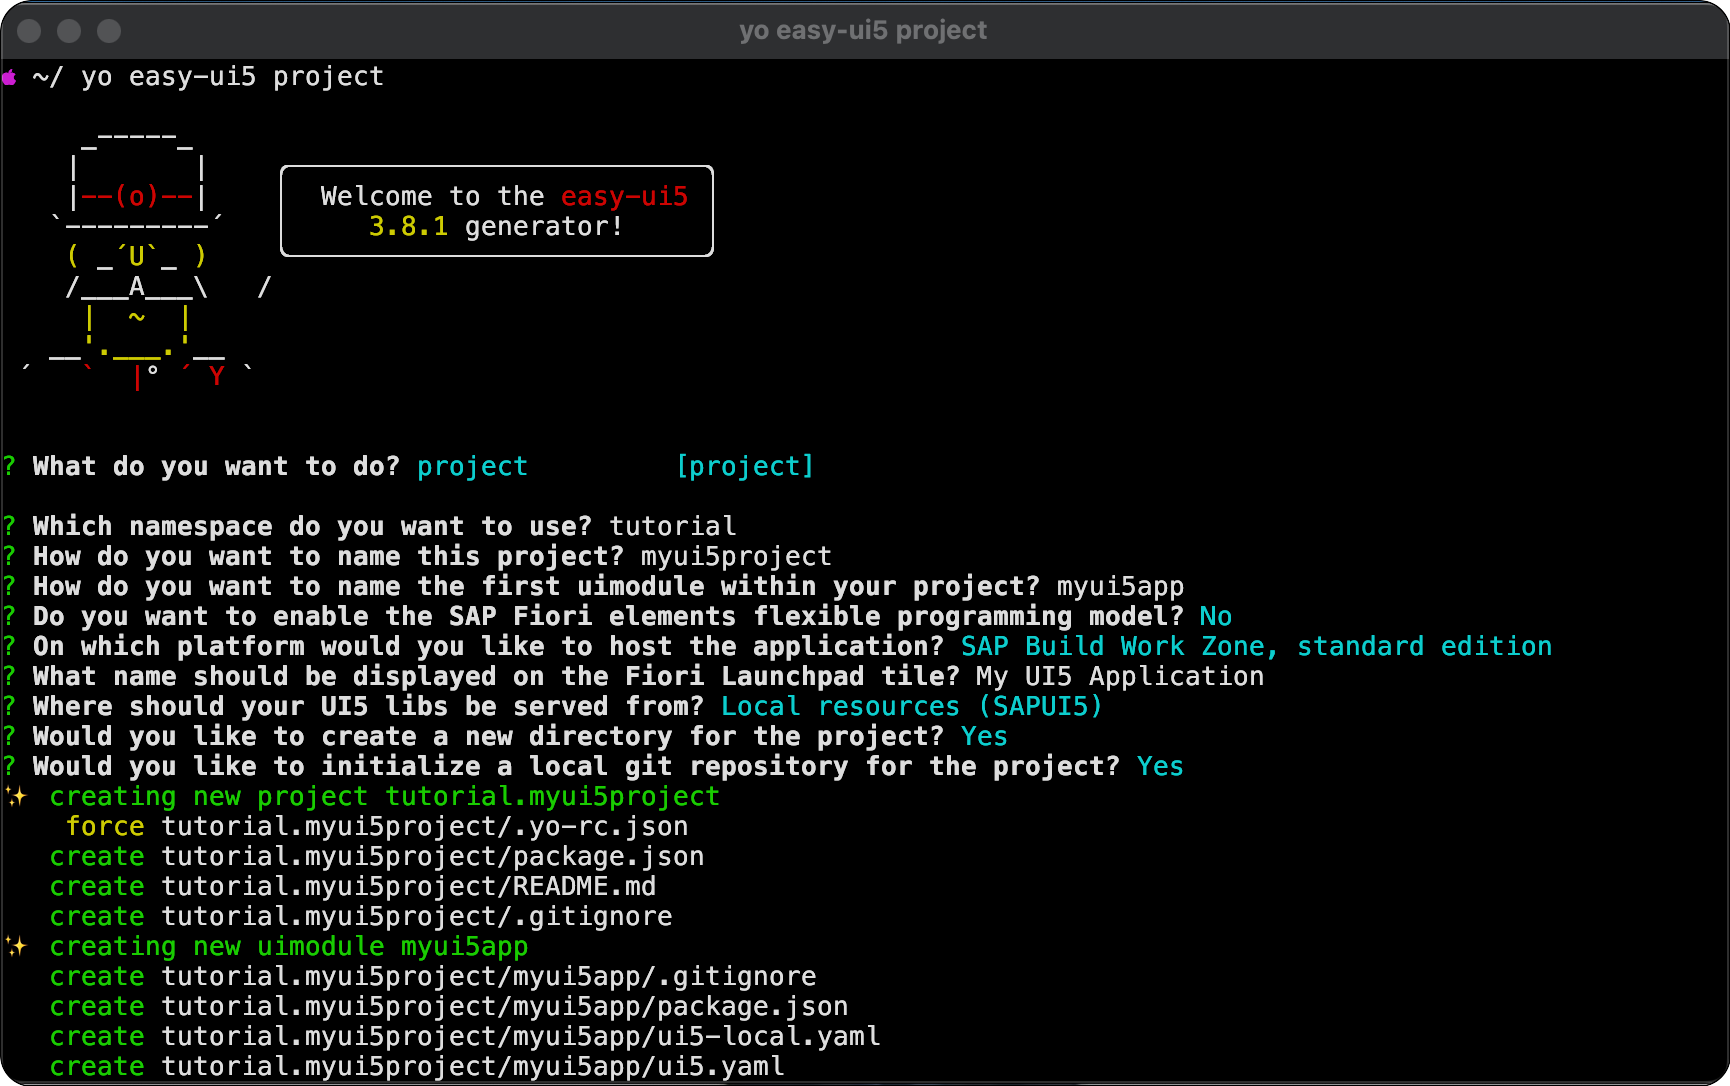 yo easy-ui5 project
~/ yo easy-ui5 project
     _-----_
    |       |
    |--(o)--|
   `---------´
    ( _´U`_ )
    /___A___\   /
     |  ~  |
   __'.___.'__
 ´   `  |° ´ Y `
Welcome to the easy-ui5
3.8.1 generator!
? What do you want to do? project [project]
? Which namespace do you want to use? tutorial
? How do you want to name this project? myui5project
? How do you want to name the first uimodule within your project? myui5app
? Do you want to enable the SAP Fiori elements flexible programming model? No
? On which platform would you like to host the application? SAP Build Work Zone, standard edition
? What name should be displayed on the Fiori Launchpad tile? My UI5 Application
? Where should your UI5 libs be served from? Local resources (SAPUI5)
? Would you like to create a new directory for the project? Yes
? Would you like to initialize a local git repository for the project? Yes
✨ creating new project tutorial.myui5project
force tutorial.myui5project/.yo-rc.json
create tutorial.myui5project/package.json
create tutorial.myui5project/README.md
create tutorial.myui5project/.gitignore
✨ creating new uimodule myui5app
create tutorial.myui5project/myui5app/.gitignore
create tutorial.myui5project/myui5app/package.json
create tutorial.myui5project/myui5app/ui5-local.yaml
create tutorial.myui5project/myui5app/ui5.yaml